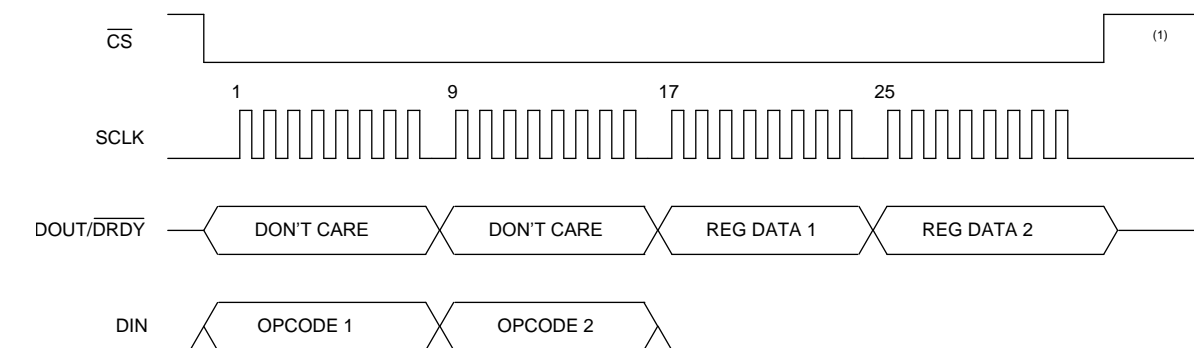 CS
(1)
1 9 17 25
SCLK
DOUT/DRDY DON'T CARE DON'T CARE REG DATA 1 REG DATA 2
DIN OPCODE 1 OPCODE 2